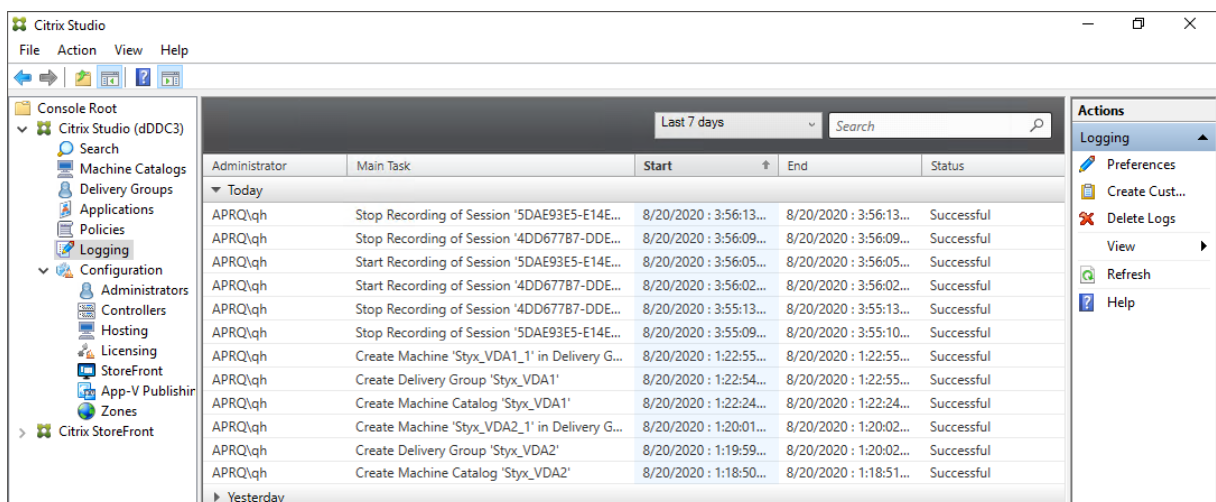 Citrix Studio
File Action View Help
Console Root
Citrix Studio (dDDC3)
Search
Machine Catalogs
Delivery Groups
Applications
Policies
Logging
Configuration
Administrators
Controllers
Hosting
Licensing
StoreFront
App-V Publishin
Zones
Citrix StoreFront
Last 7 days Search
Administrator Main Task Start End Status
Today
APRQ\qh Stop Recording of Session '5DAE93E5-E14E... 8/20/2020 : 3:56:13... 8/20/2020 : 3:56:13... Successful
APRQ\qh Stop Recording of Session '4DD677B7-DDE... 8/20/2020 : 3:56:09... 8/20/2020 : 3:56:09... Successful
APRQ\qh Start Recording of Session '5DAE93E5-E14E... 8/20/2020 : 3:56:05... 8/20/2020 : 3:56:05... Successful
APRQ\qh Start Recording of Session '4DD677B7-DDE... 8/20/2020 : 3:56:02... 8/20/2020 : 3:56:02... Successful
APRQ\qh Stop Recording of Session '4DD677B7-DDE... 8/20/2020 : 3:55:13... 8/20/2020 : 3:55:13... Successful
APRQ\qh Stop Recording of Session '5DAE93E5-E14E... 8/20/2020 : 3:55:09... 8/20/2020 : 3:55:10... Successful
APRQ\qh Create Machine 'Styx_VDA1_1' in Delivery G... 8/20/2020 : 1:22:55... 8/20/2020 : 1:22:55... Successful
APRQ\qh Create Delivery Group 'Styx_VDA1' 8/20/2020 : 1:22:54... 8/20/2020 : 1:22:55... Successful
APRQ\qh Create Machine Catalog 'Styx_VDA1' 8/20/2020 : 1:22:24... 8/20/2020 : 1:22:24... Successful
APRQ\qh Create Machine 'Styx_VDA2_1' in Delivery G... 8/20/2020 : 1:20:01... 8/20/2020 : 1:20:02... Successful
APRQ\qh Create Delivery Group 'Styx_VDA2' 8/20/2020 : 1:19:59... 8/20/2020 : 1:20:02... Successful
APRQ\qh Create Machine Catalog 'Styx_VDA2' 8/20/2020 : 1:18:50... 8/20/2020 : 1:18:51... Successful
Yesterday
Actions
Logging
Preferences
Create Cust...
Delete Logs
View
Refresh
Help